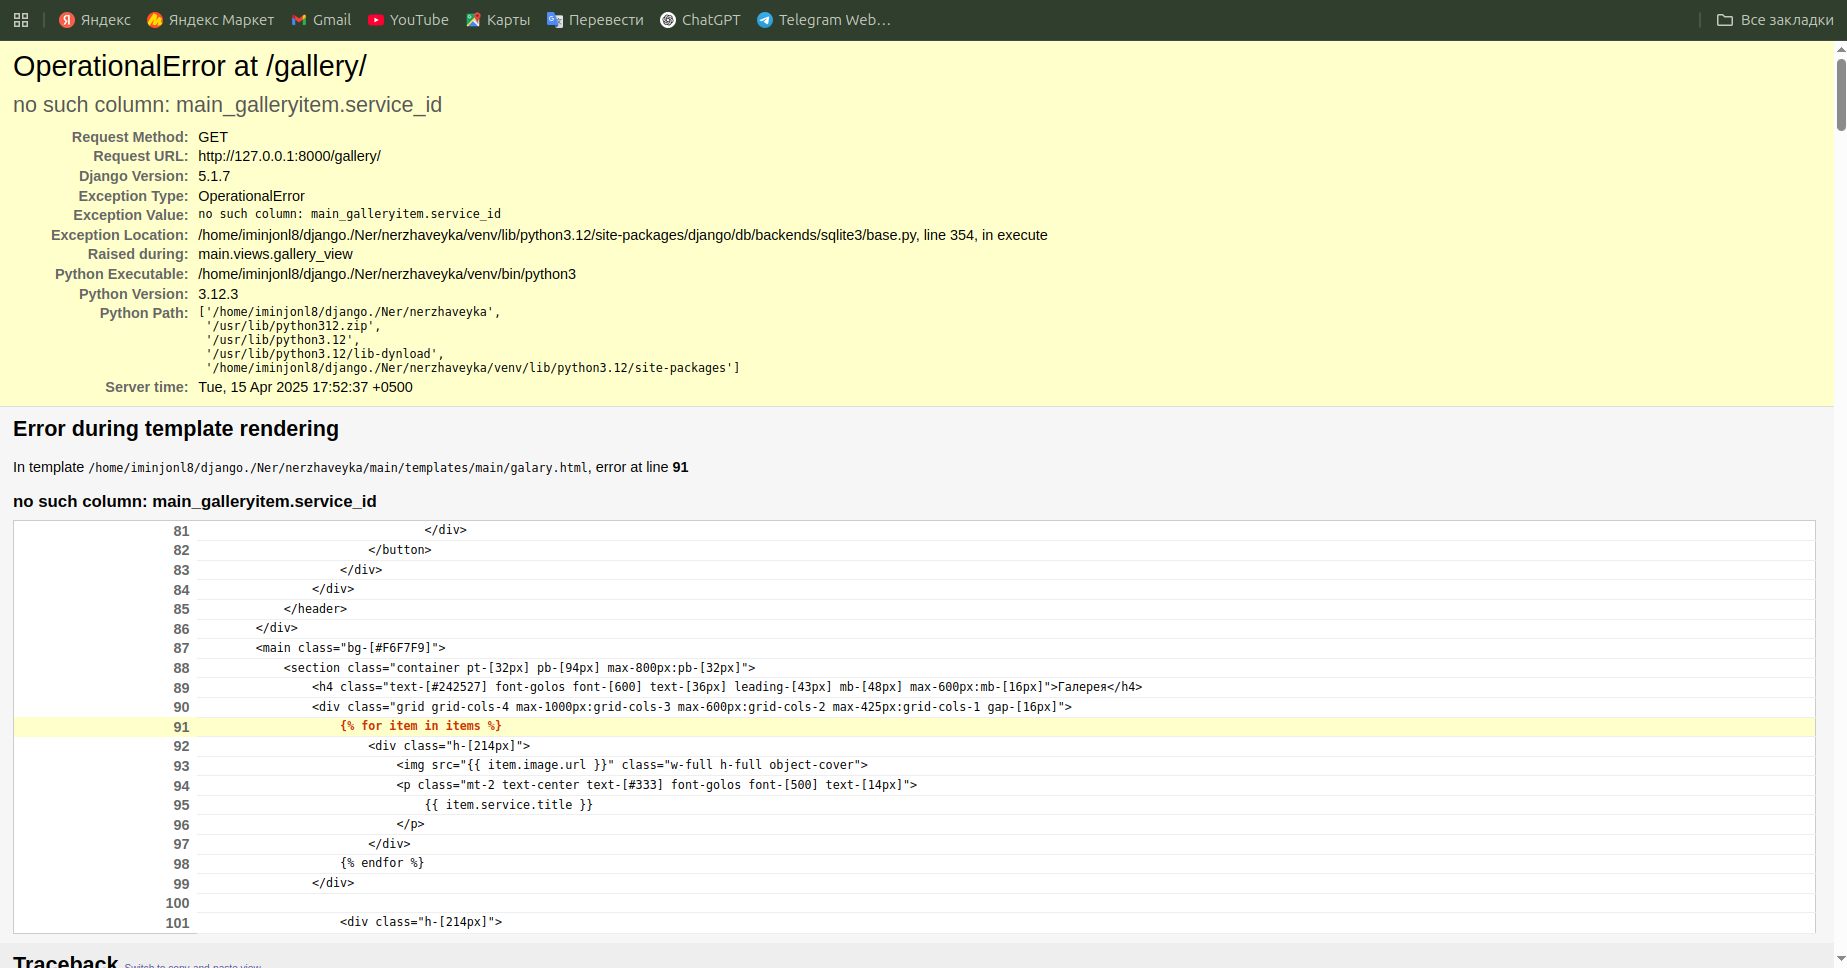 Яндекс Яндекс Маркет Gmail YouTube Карты Перевести ChatGPT Telegram Web… Все закладки
OperationalError at /gallery/
no such column: main_galleryitem.service_id
Request Method: GET
Request URL: http://127.0.0.1:8000/gallery/
Django Version: 5.1.7
Exception Type: OperationalError
Exception Value: no such column: main_galleryitem.service_id
Exception Location: /home/iminjonl8/django./Ner/nerzhaveyka/venv/lib/python3.12/site-packages/django/db/backends/sqlite3/base.py, line 354, in execute
Raised during: main.views.gallery_view
Python Executable: /home/iminjonl8/django./Ner/nerzhaveyka/venv/bin/python3
Python Version: 3.12.3
Python Path: ['/home/iminjonl8/django./Ner/nerzhaveyka',
'/usr/lib/python312.zip',
'/usr/lib/python3.12',
'/usr/lib/python3.12/lib-dynload',
'/home/iminjonl8/django./Ner/nerzhaveyka/venv/lib/python3.12/site-packages']
Server time: Tue, 15 Apr 2025 17:52:37 +0500
Error during template rendering
In template /home/iminjonl8/django./Ner/nerzhaveyka/main/templates/main/galary.html, error at line 91
no such column: main_galleryitem.service_id
81 </div>
82 </button>
83 </div>
84 </div>
85 </header>
86 </div>
87 <main class="bg-[#F6F7F9]">
88 <section class="container pt-[32px] pb-[94px] max-800px:pb-[32px]">
89 <h4 class="text-[#242527] font-golos font-[600] text-[36px] leading-[43px] mb-[48px] max-600px:mb-[16px]">Галерея</h4>
90 <div class="grid grid-cols-4 max-1000px:grid-cols-3 max-600px:grid-cols-2 max-425px:grid-cols-1 gap-[16px]">
91 {% for item in items %}
92 <div class="h-[214px]">
93 <img src="{{ item.image.url }}" class="w-full h-full object-cover">
94 <p class="mt-2 text-center text-[#333] font-golos font-[500] text-[14px]">
95 {{ item.service.title }}
96 </p>
97 </div>
98 {% endfor %}
99 </div>
100
101 <div class="h-[214px]">
Traceback Switch to copy-and-paste view